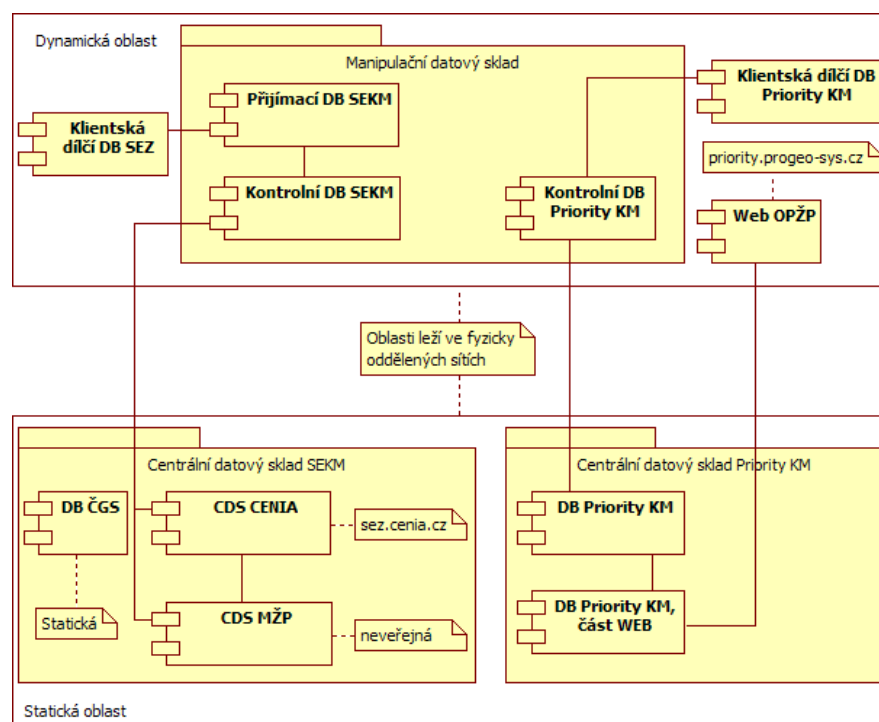 Dynamická oblast
Manipulační datový sklad
Přijímací DB SEKM
Klientská dílčí DB
Priority KM
Klientská
dílčí DB SEZ
priority.progeo-sys.cz
Kontrolní DB SEKM
Kontrolní DB
Priority KM
Web OPŽP
Oblasti leží ve fyzicky
oddělených sítích
Centrální datový sklad SEKM
Centrální datový sklad Priority KM
DB ČGS
CDS CENIA
sez.cenia.cz
DB Priority KM
Statická
CDS MŽP
neveřejná
DB Priority KM,
část WEB
Statická oblast